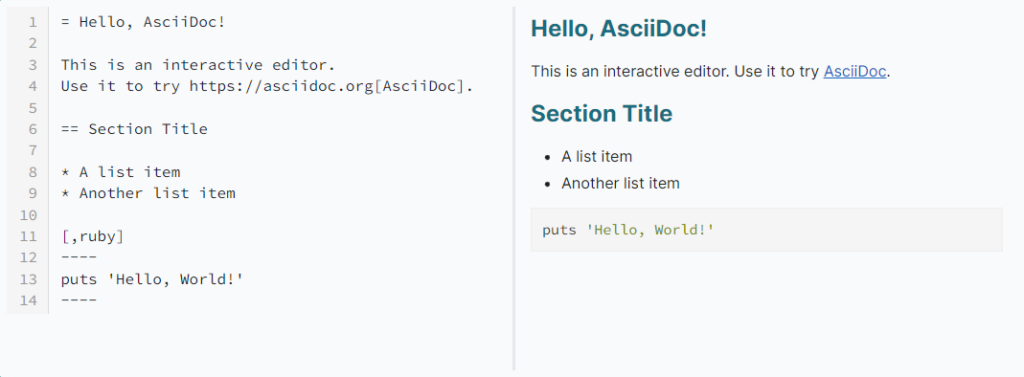 1 = Hello, AsciiDoc!
2
3 This is an interactive editor.
4 Use it to try https://asciidoc.org[AsciiDoc].
5
6 == Section Title
7
8 * A list item
9 * Another list item
10
11 [,ruby]
12 ----
13 puts 'Hello, World!'
14 ----
Hello, AsciiDoc!
This is an interactive editor. Use it to try AsciiDoc.
Section Title
• A list item
• Another list item
puts 'Hello, World!'